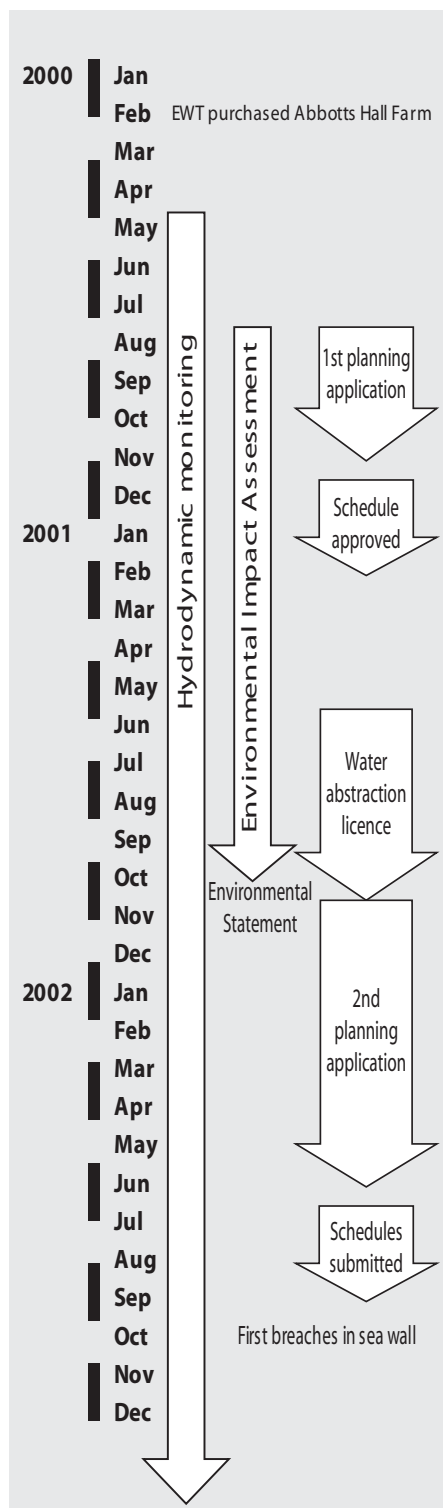 2000 Jan
Feb EWT purchased Abbotts Hall Farm
Mar
Apr
May
Jun
Jul
Aug
Sep
Oct
Nov
Dec
2001 Jan
Feb
Mar
Apr
May
Jun
Jul
Aug
Sep
Oct
Nov
Dec
2002 Jan
Feb
Mar
Apr
May
Jun
Jul
Aug
Sep
Oct
Nov
Dec
Hydrodynamic monitoring
Environmental Impact Assessment
Environmental
Statement
1st planning
application
Schedule
approved
Water
abstraction
licence
2nd
planning
application
Schedules
submitted
First breaches in sea wall